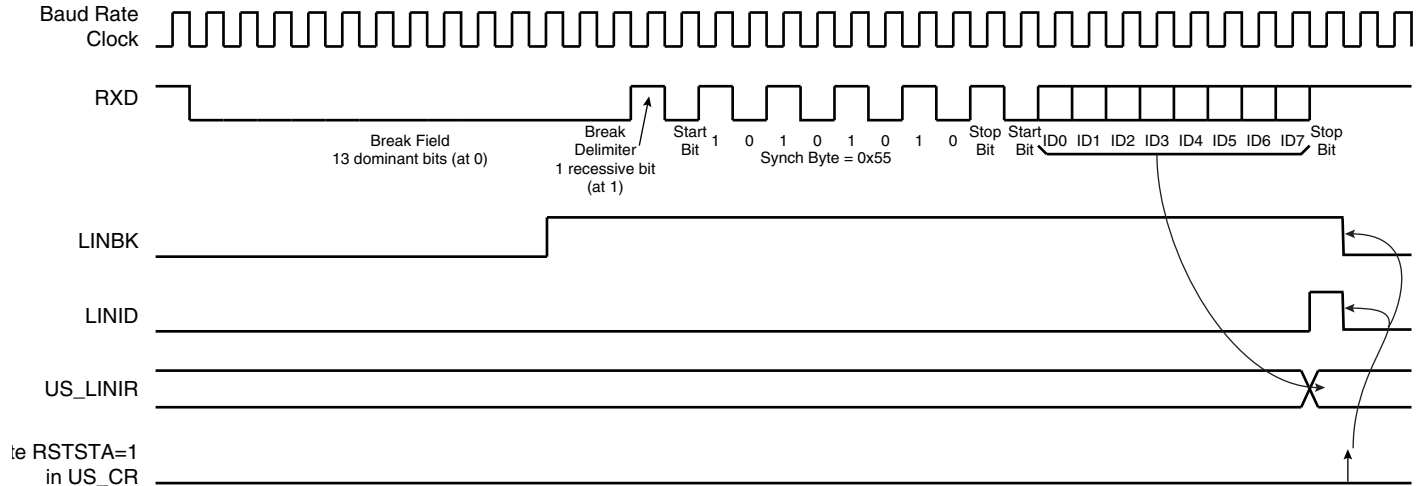 Baud Rate
Clock
RXD
Break Field
13 dominant bits (at 0)
Break
Delimiter
1 recessive bit
(at 1)
Start
Bit
1 0 1 0 1 0 1 0
Synch Byte = 0x55
Stop
Bit
Start
Bit
ID0 ID1 ID2 ID3 ID4 ID5 ID6 ID7
Stop
Bit
LINBK
LINID
US_LINIR
te RSTSTA=1
in US_CR